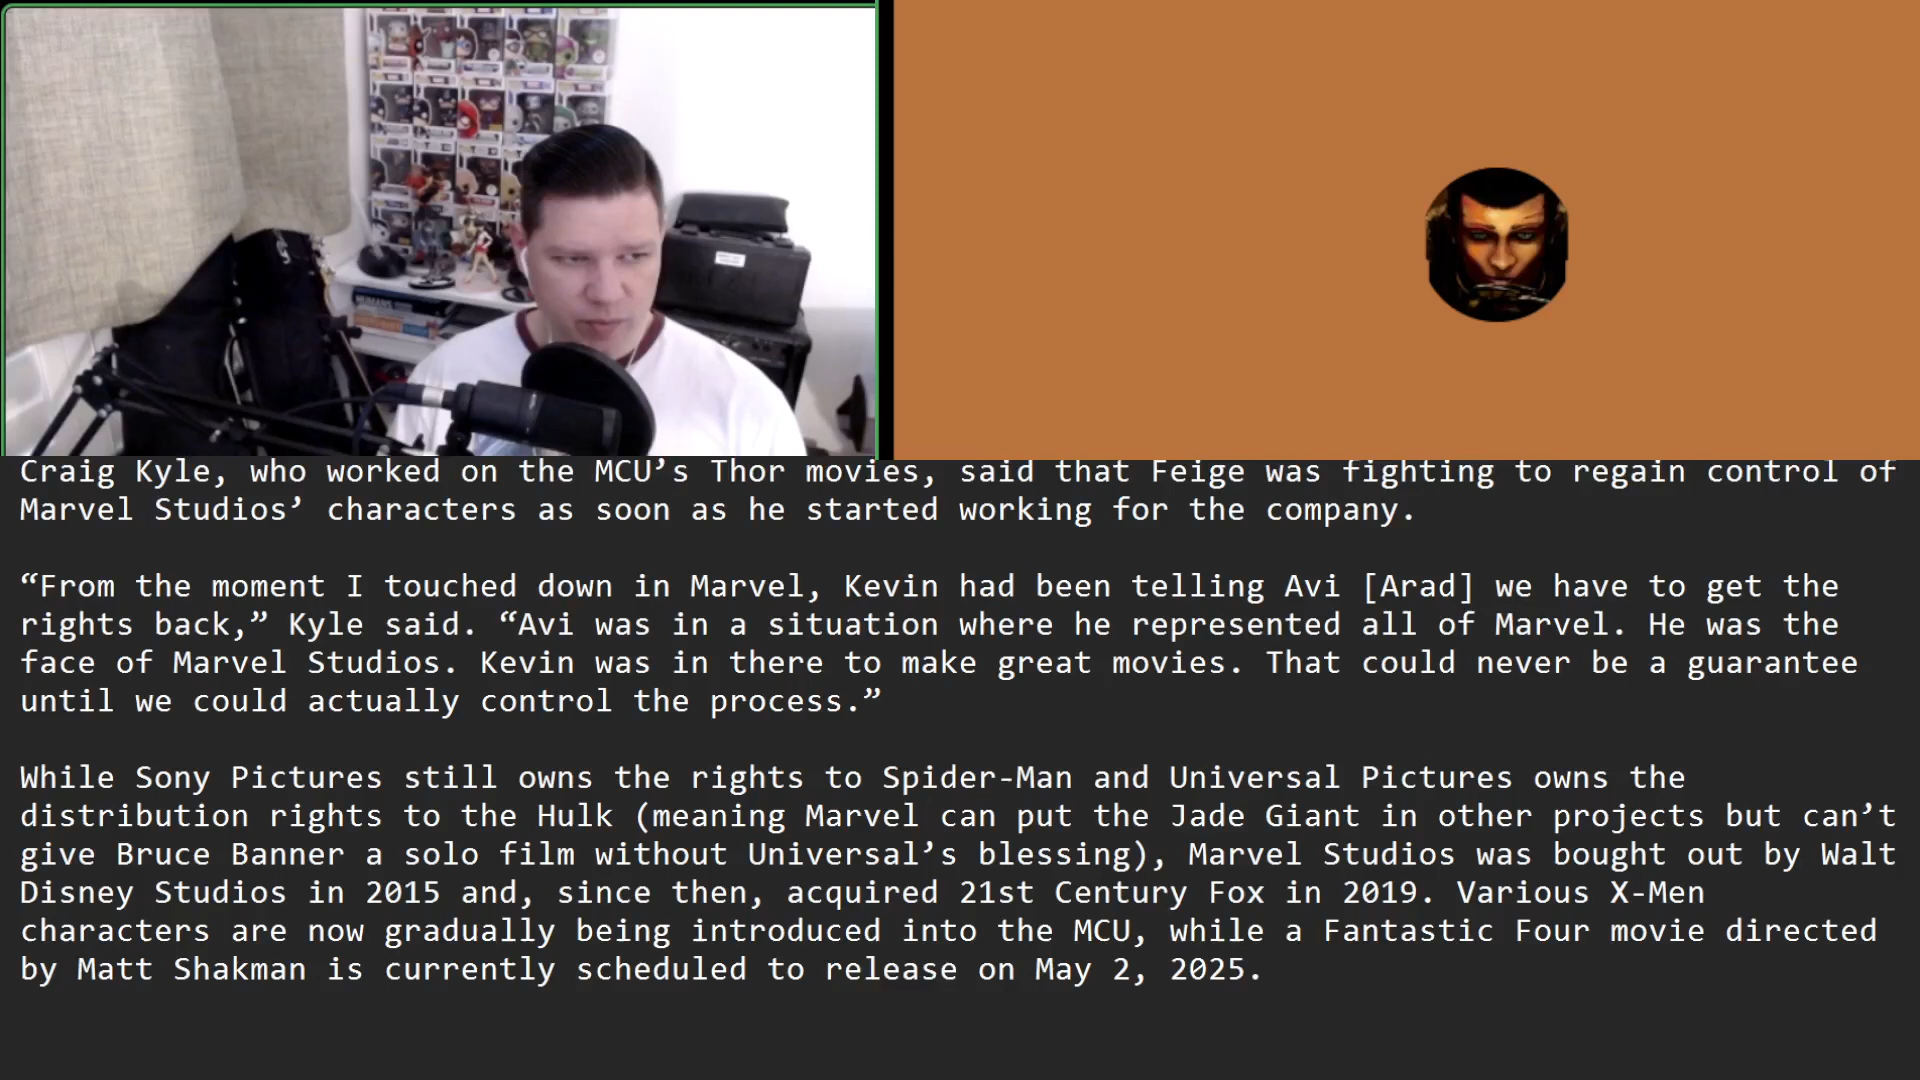 Craig Kyle, who worked on the MCU’s Thor movies, said that Feige was fighting to regain control of
Marvel Studios’ characters as soon as he started working for the company.
“From the moment I touched down in Marvel, Kevin had been telling Avi [Arad] we have to get the
rights back,” Kyle said. “Avi was in a situation where he represented all of Marvel. He was the
face of Marvel Studios. Kevin was in there to make great movies. That could never be a guarantee
until we could actually control the process.”
While Sony Pictures still owns the rights to Spider-Man and Universal Pictures owns the
distribution rights to the Hulk (meaning Marvel can put the Jade Giant in other projects but can’t
give Bruce Banner a solo film without Universal’s blessing), Marvel Studios was bought out by Walt
Disney Studios in 2015 and, since then, acquired 21st Century Fox in 2019. Various X-Men
characters are now gradually being introduced into the MCU, while a Fantastic Four movie directed
by Matt Shakman is currently scheduled to release on May 2, 2025.